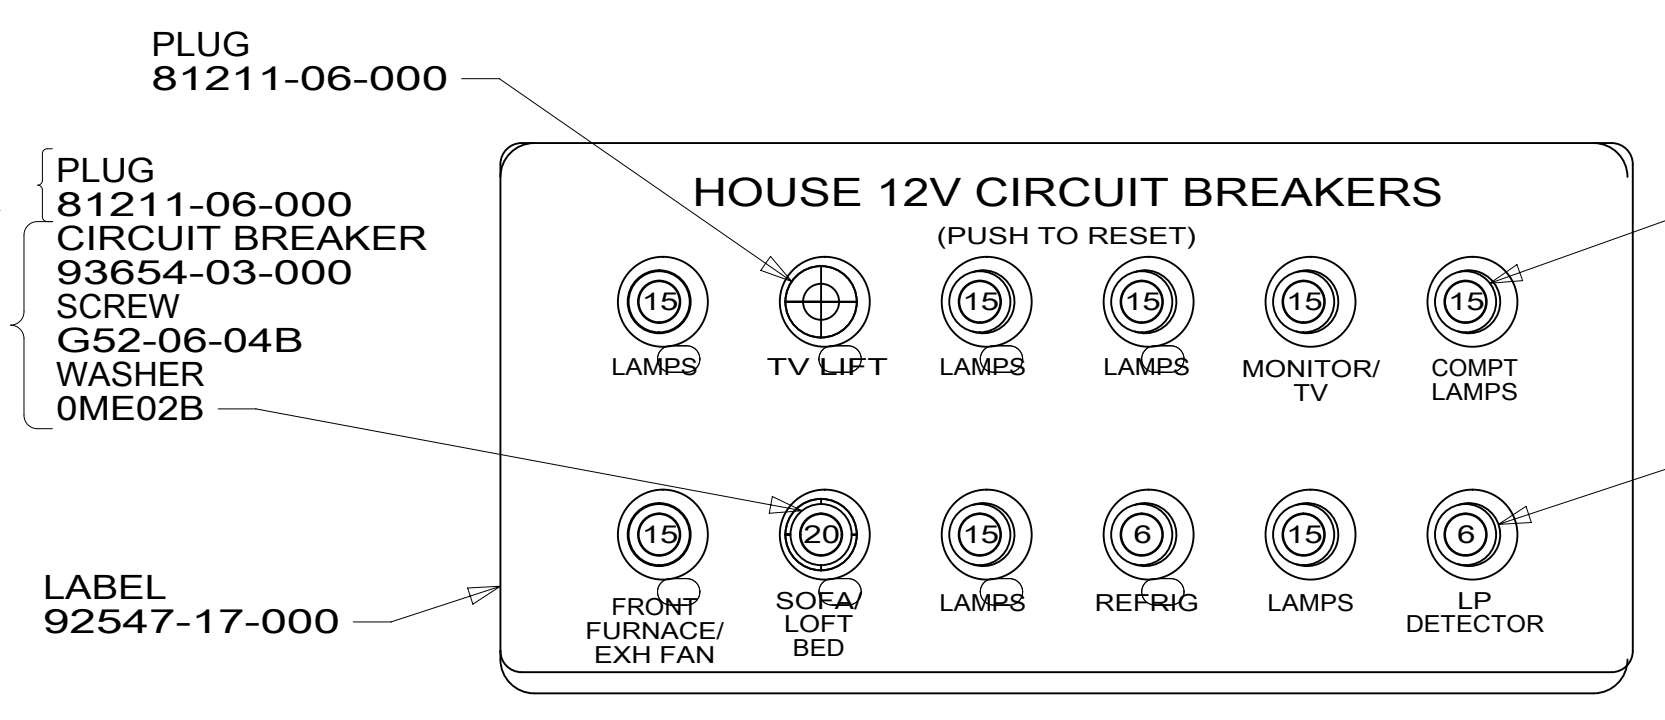 PLUG
81211-06-000
PLUG
81211-06-000
CIRCUIT BREAKER
93654-03-000
SCREW
G52-06-04B
WASHER
0ME02B
LABEL
92547-17-000
HOUSE 12V CIRCUIT BREAKERS
(PUSH TO RESET)
15 15 15 15 15
LAMPS TV LIFT LAMPS LAMPS MONITOR/ COMPT
TV LAMPS
15 20 15 6 15 6
FRONT SOFA/ LAMPS REFRIG LAMPS LP
FURNACE/ LOFT DETECTOR
EXH FAN BED